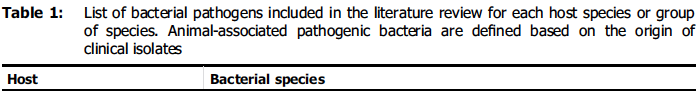 Table 1: List of bacterial pathogens included in the literature review for each host species or group
of species. Animal-associated pathogenic bacteria are defined based on the origin of
clinical isolates
Host Bacterial species